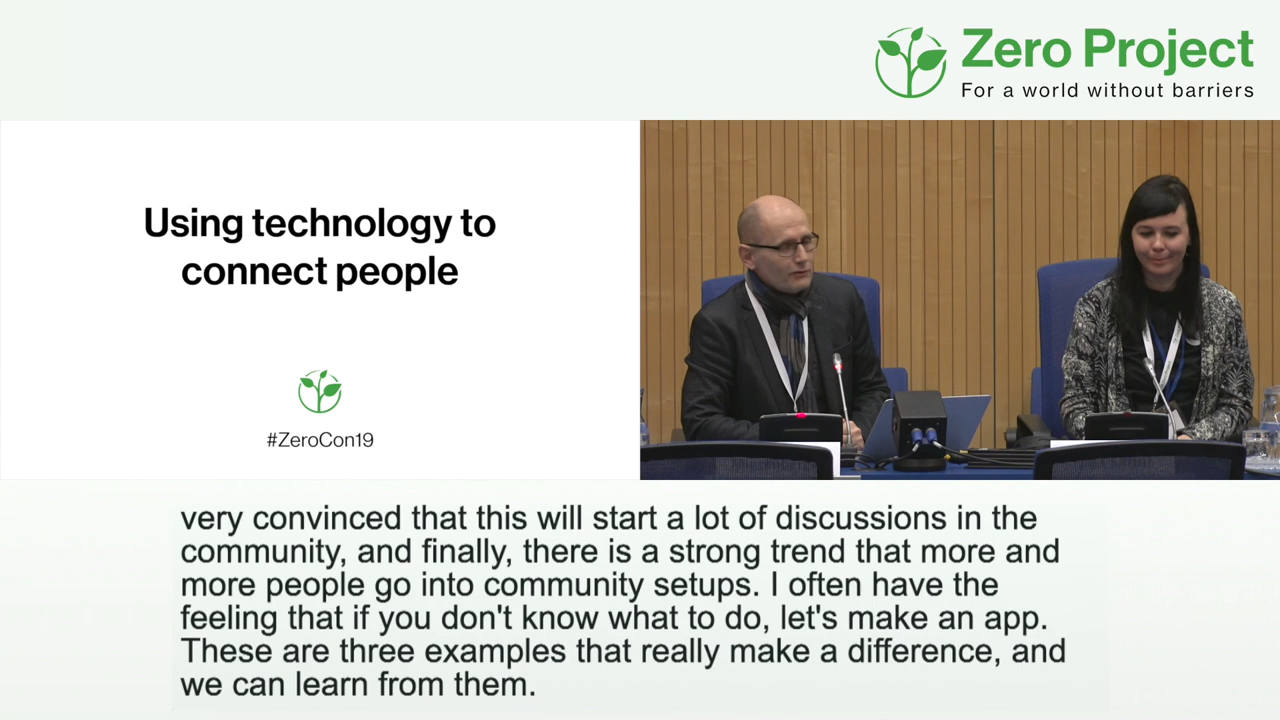 Zero Project
For a world without barriers
Using technology to
connect people
#ZeroCon19
very convinced that this will start a lot of discussions in the
community, and finally, there is a strong trend that more and
more people go into community setups. I often have the
feeling that if you don't know what to do, let's make an app.
These are three examples that really make a difference, and
we can learn from them.